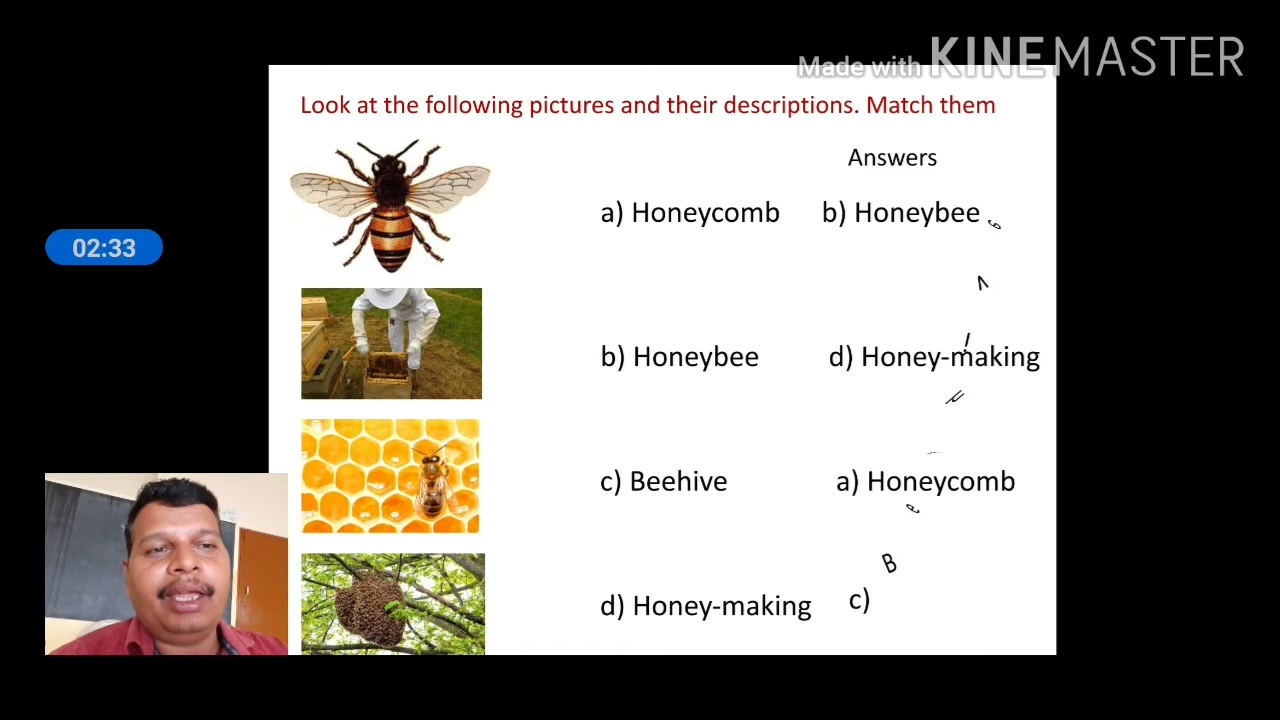 Made with KINEMASTER
Look at the following pictures and their descriptions. Match them
Answers
a) Honeycomb b) Honeybee
02:33
b) Honeybee d) Honey-making
c) Beehive a) Honeycomb
d) Honey-making c)
B